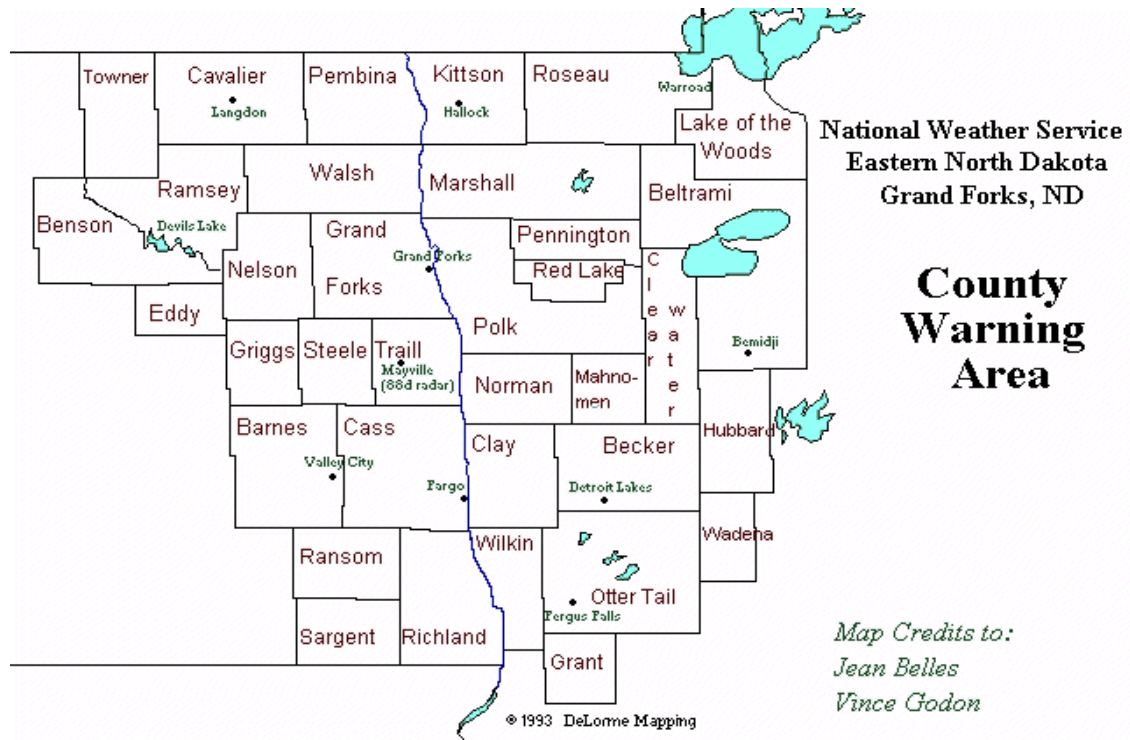 Towner
Cavalier
Pembina
Kittson
Roseau
Langdon
Hallock
Warroad
Lake of the
Woods
National Weather Service
Eastern North Dakota
Grand Forks, ND
Walsh
Marshall
Ramsey
Beltrami
Benson
Devils Lake
Grand
Forks
Grand Forks
Pennington
Nelson
Red Lake
Clear
water
County
Warning
Area
Eddy
Polk
Griggs
Steele
Traill
Mayville
(88d radar)
Bemidji
Norman
Mahno-
men
Barnes
Cass
Clay
Becker
Hubbard
Valley City
Fargo
Detroit Lakes
Ransom
Wilkin
Wadena
Otter Tail
Fergus Falls
Sargent
Richland
Grant
Map Credits to:
Jean Belles
Vince Godon
© 1993 DeLorme Mapping